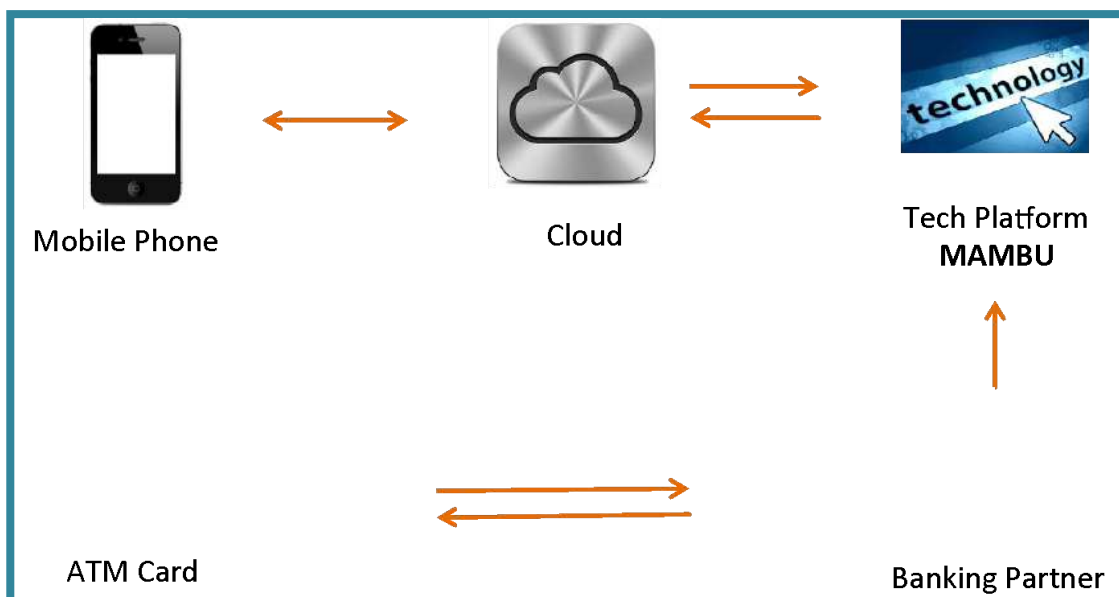 technology
Mobile Phone
Cloud
Tech Platform
MAMBU
ATM Card
Banking Partner